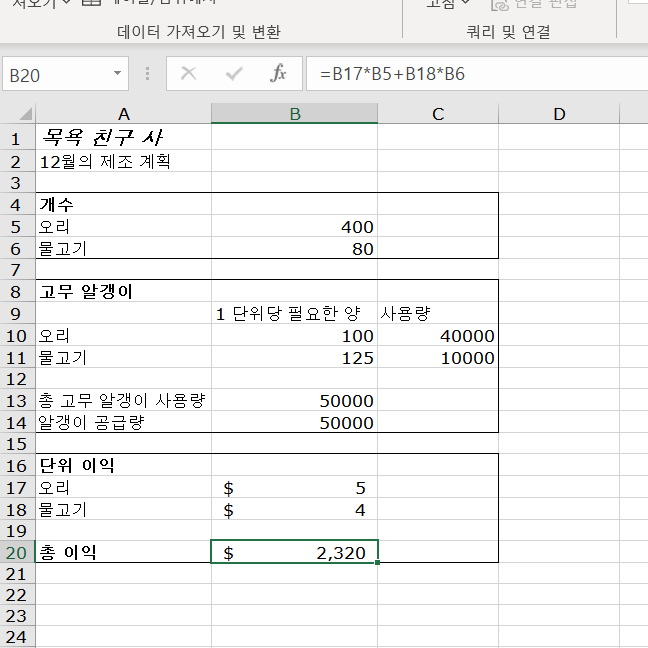 데이터 가져오기 및 변환 쿼리 및 연결
B20 fx =B17*B5+B18*B6
A B C D
1 목욕 친구 사
2 12월의 제조 계획
3
4 개수
5 오리 400
6 물고기 80
7
8 고무 알갱이
9 1 단위당 필요한 양 사용량
10 오리 100 40000
11 물고기 125 10000
12
13 총 고무 알갱이 사용량 50000
14 알갱이 공급량 50000
15
16 단위 이익
17 오리 $ 5
18 물고기 $ 4
19
20 총 이익 $ 2,320
21
22
23
24